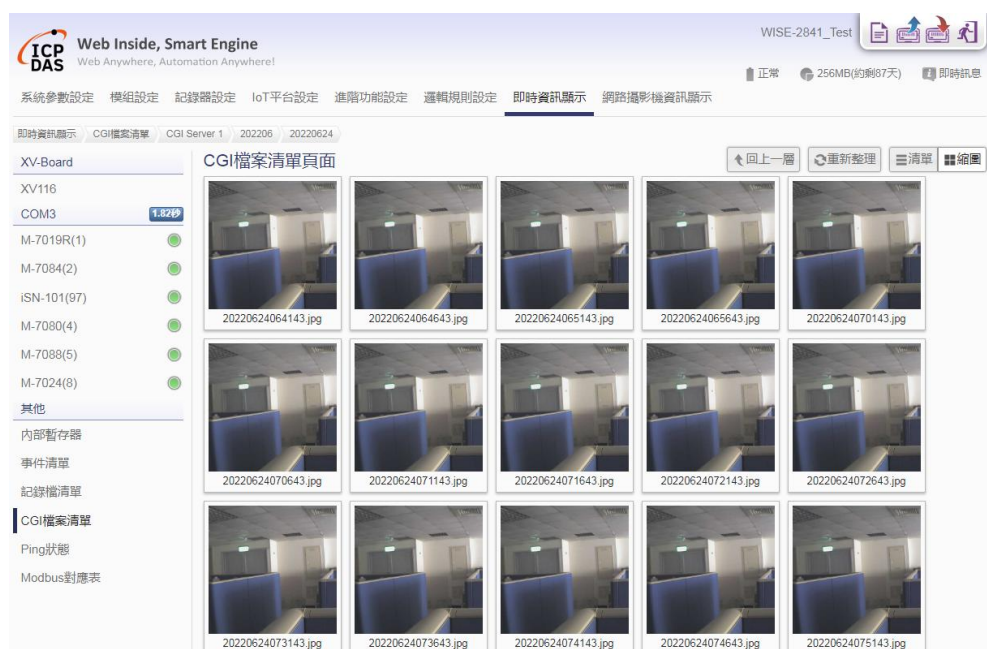 ICP DAS
Web Inside, Smart Engine
Web Anywhere, Automation Anywhere!
WISE-2841_Test
正常 256MB(約剩87天) 即時訊息
系統參數設定 模組設定 記錄器設定 IoT平台設定 進階功能設定 邏輯規則設定 即時資訊顯示 網路攝影機資訊顯示
即時資訊顯示 CGI檔案清單 CGI Server 1 202206 20220624
XV-Board
XV116
COM3 1.82秒
M-7019R(1)
M-7084(2)
iSN-101(97)
M-7080(4)
M-7088(5)
M-7024(8)
其他
內部暫存器
事件清單
記錄檔清單
CGI檔案清單
Ping狀態
Modbus對應表
CGI檔案清單頁面
回上一層 重新整理 清單 縮圖
20220624064143.jpg 20220624064643.jpg 20220624065143.jpg 20220624065643.jpg 20220624070143.jpg
20220624070643.jpg 20220624071143.jpg 20220624071643.jpg 20220624072143.jpg 20220624072643.jpg
20220624073143.jpg 20220624073643.jpg 20220624074143.jpg 20220624074643.jpg 20220624075143.jpg